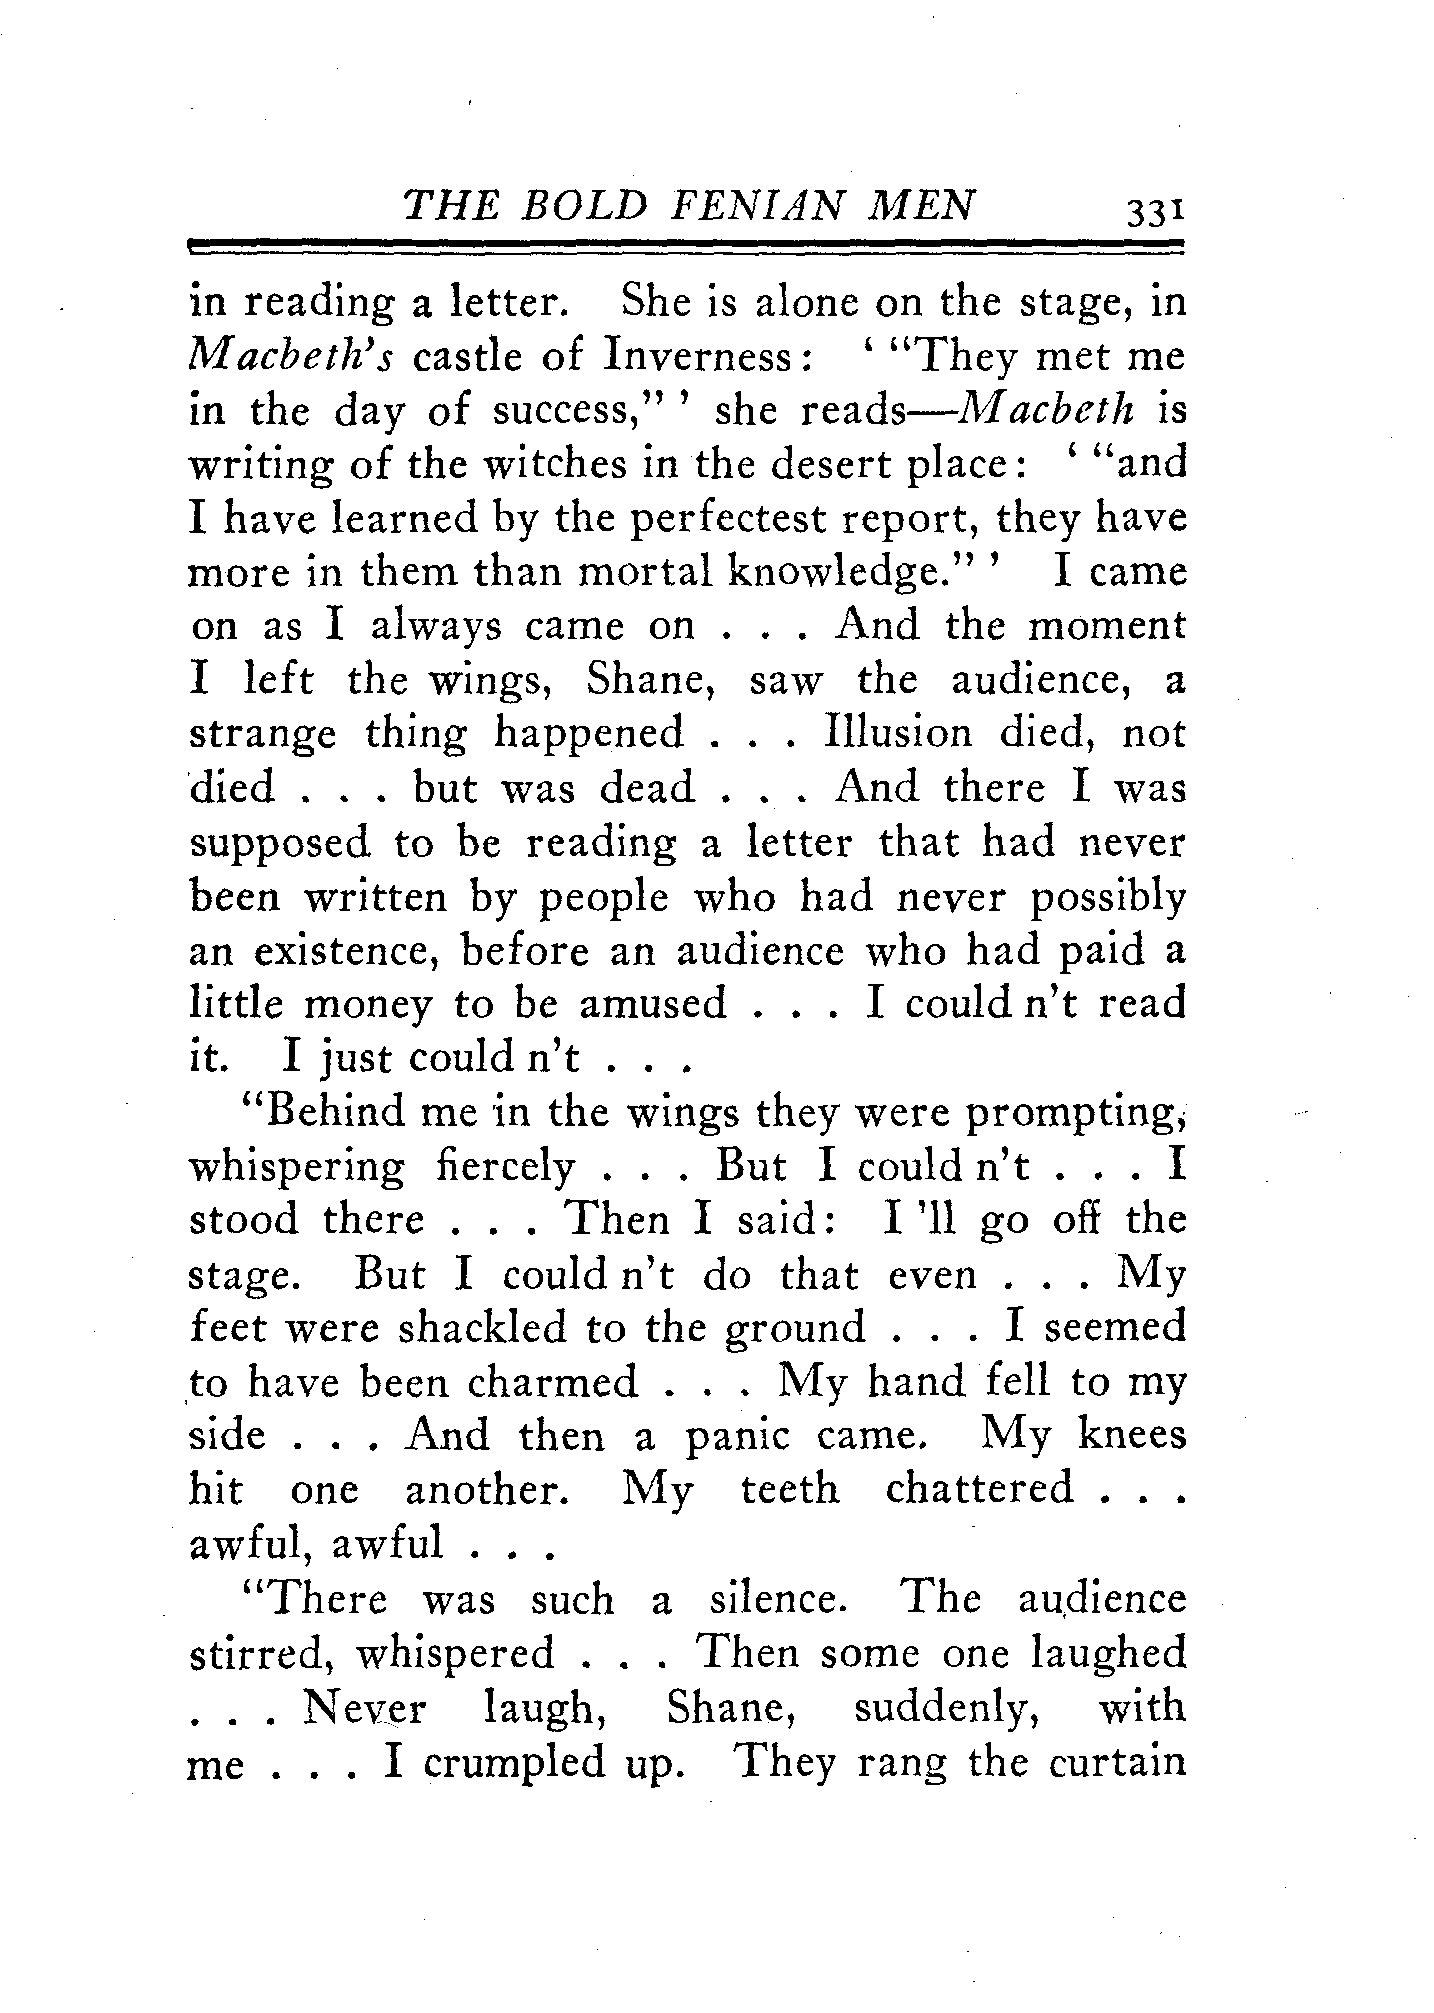 THE BOLD FENIAN MEN 331
in reading a letter. She is alone on the stage, in
Macbeth's castle of Inverness: ‘ “They met me
in the day of success,” ’ she reads—Macbeth is
writing of the witches in the desert place: ‘ “and
I have learned by the perfectest report, they have
more in them than mortal knowledge.” ’ I came
on as I always came on . . . And the moment
I left the wings, Shane, saw the audience, a
strange thing happened . . . Illusion died, not
died . . . but was dead . . . And there I was
supposed to be reading a letter that had never
been written by people who had never possibly
an existence, before an audience who had paid a
little money to be amused . . . I could n't read
it. I just could n't . . .
“Behind me in the wings they were prompting,
whispering fiercely . . . But I could n't . . . I
stood there . . . Then I said: I 'll go off the
stage. But I could n't do that even . . . My
feet were shackled to the ground . . . I seemed
to have been charmed . . . My hand fell to my
side . . . And then a panic came. My knees
hit one another. My teeth chattered . . .
awful, awful . . .
“There was such a silence. The audience
stirred, whispered . . . Then some one laughed
. . . Never laugh, Shane, suddenly, with
me . . . I crumpled up. They rang the curtain